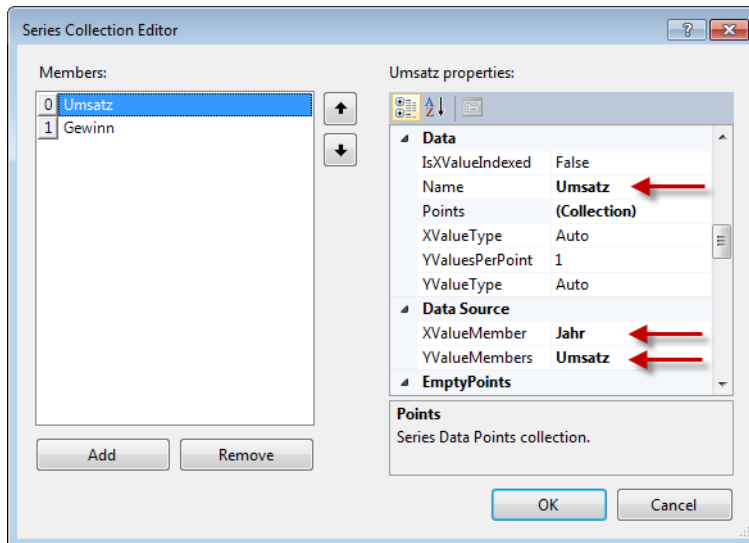 Series Collection Editor
Members:
0 Umsatz
1 Gewinn
Add
Remove
Umsatz properties:
Data
IsXValueIndexed False
Name Umsatz
Points (Collection)
XValueType Auto
YValuesPerPoint 1
YValueType Auto
Data Source
XValueMember Jahr
YValueMembers Umsatz
EmptyPoints
Points
Series Data Points collection.
OK
Cancel